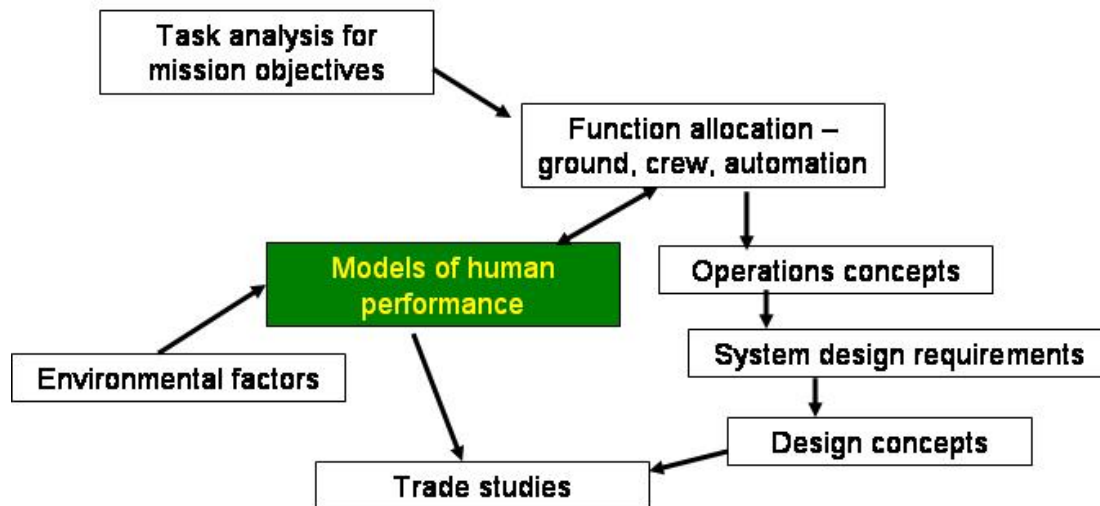 Task analysis for
mission objectives
Function allocation –
ground, crew, automation
Models of human
performance
Operations concepts
System design requirements
Environmental factors
Design concepts
Trade studies